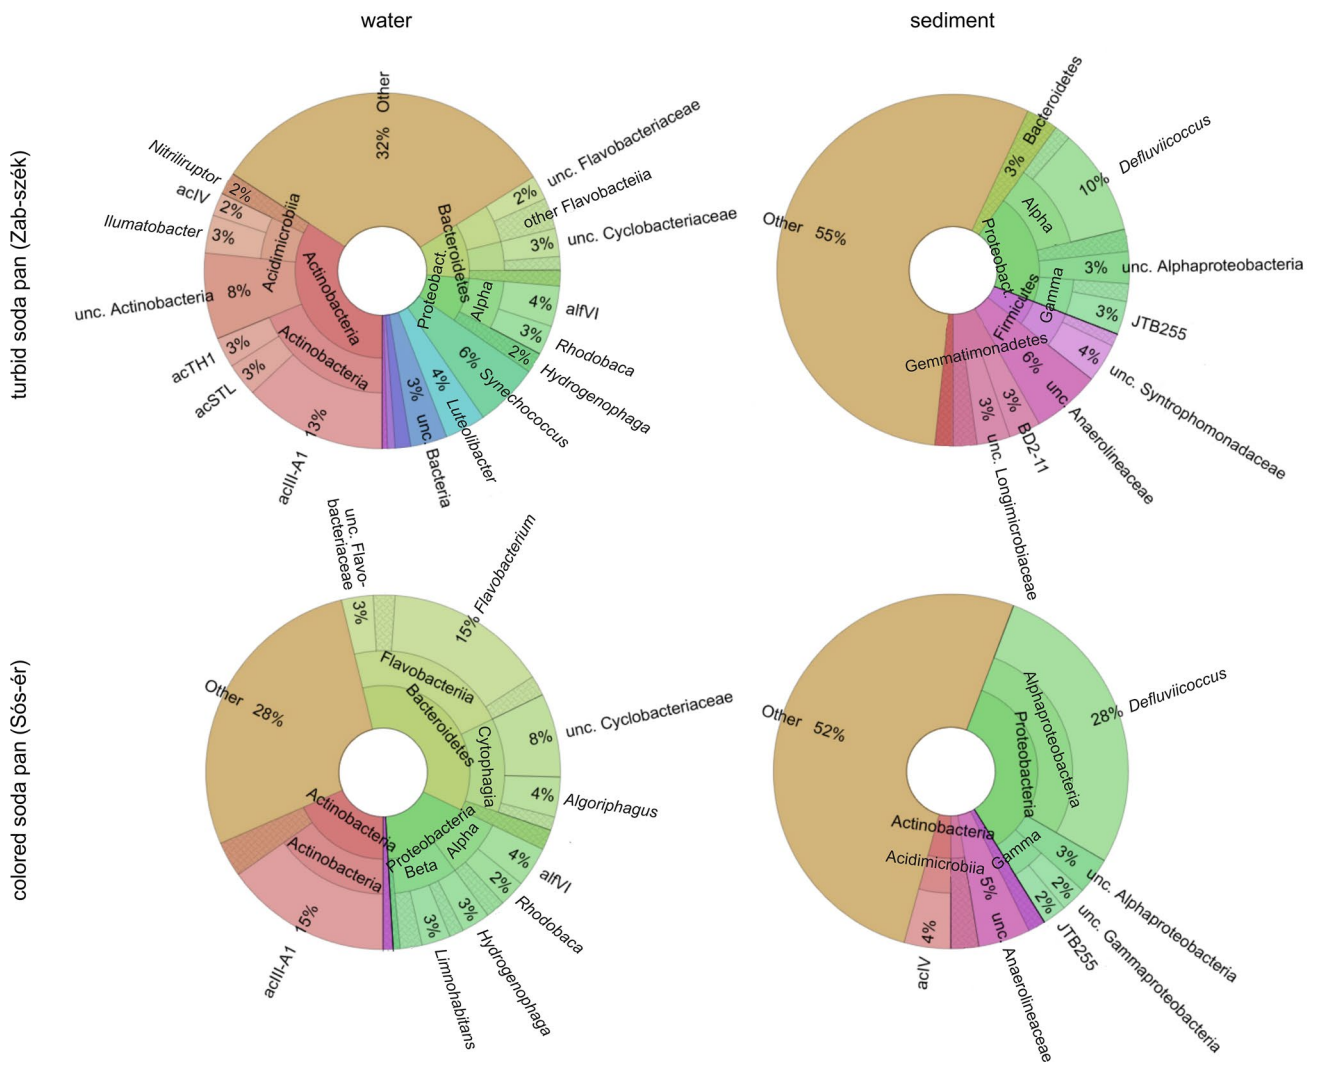 water
sediment
turbid soda pan (Zab-szék)
colored soda pan (Sós-ér)
Other
32%
unc. Flavobacteriaceae
2%
other Flavobacteriia
unc. Cyclobacteriaceae
3%
Bacteroidetes
Proteobact.
Alpha
4%
alfVI
3%
Rhodobaca
2%
Hydrogenophaga
6%
Synechococcus
4%
Luteolibacter
3%
unc. Bacteria
Nitriliruptor
2%
acIV
2%
Ilumatobacter
3%
Acidimicrobiia
Actinobacteria
unc. Actinobacteria
8%
Actinobacteria
acTH1
3%
acSTL
3%
13%
acIII-A1
Bacteroidetes
3%
Defluviicoccus
10%
Alpha
Proteobact.
Other 55%
3%
unc. Alphaproteobacteria
Gamma
3%
JTB255
Firmicutes
4%
unc. Syntrophomonadaceae
Gemmatimonadetes
6%
unc. Anaerolineaceae
3%
BD2-11
3%
unc. Longimicrobiaceae
unc. Flavo-
bacteriaceae
3%
15% Flavobacterium
Flavobacteriia
Bacteroidetes
Other 28%
unc. Cyclobacteriaceae
8%
Cytophagia
4%
Algoriphagus
Actinobacteria
Actinobacteria
Proteobacteria
Alpha
Beta
4%
alfVI
2%
Rhodobaca
3%
Hydrogenophaga
3%
Limnohabitans
15%
acIII-A1
Defluviicoccus
28%
Alphaproteobacteria
Proteobacteria
Other 52%
Actinobacteria
Acidimicrobiia
Gamma
3%
unc. Alphaproteobacteria
2%
unc. Gammaproteobacteria
2%
JTB255
5%
unc. Anaerolineaceae
4%
acIV